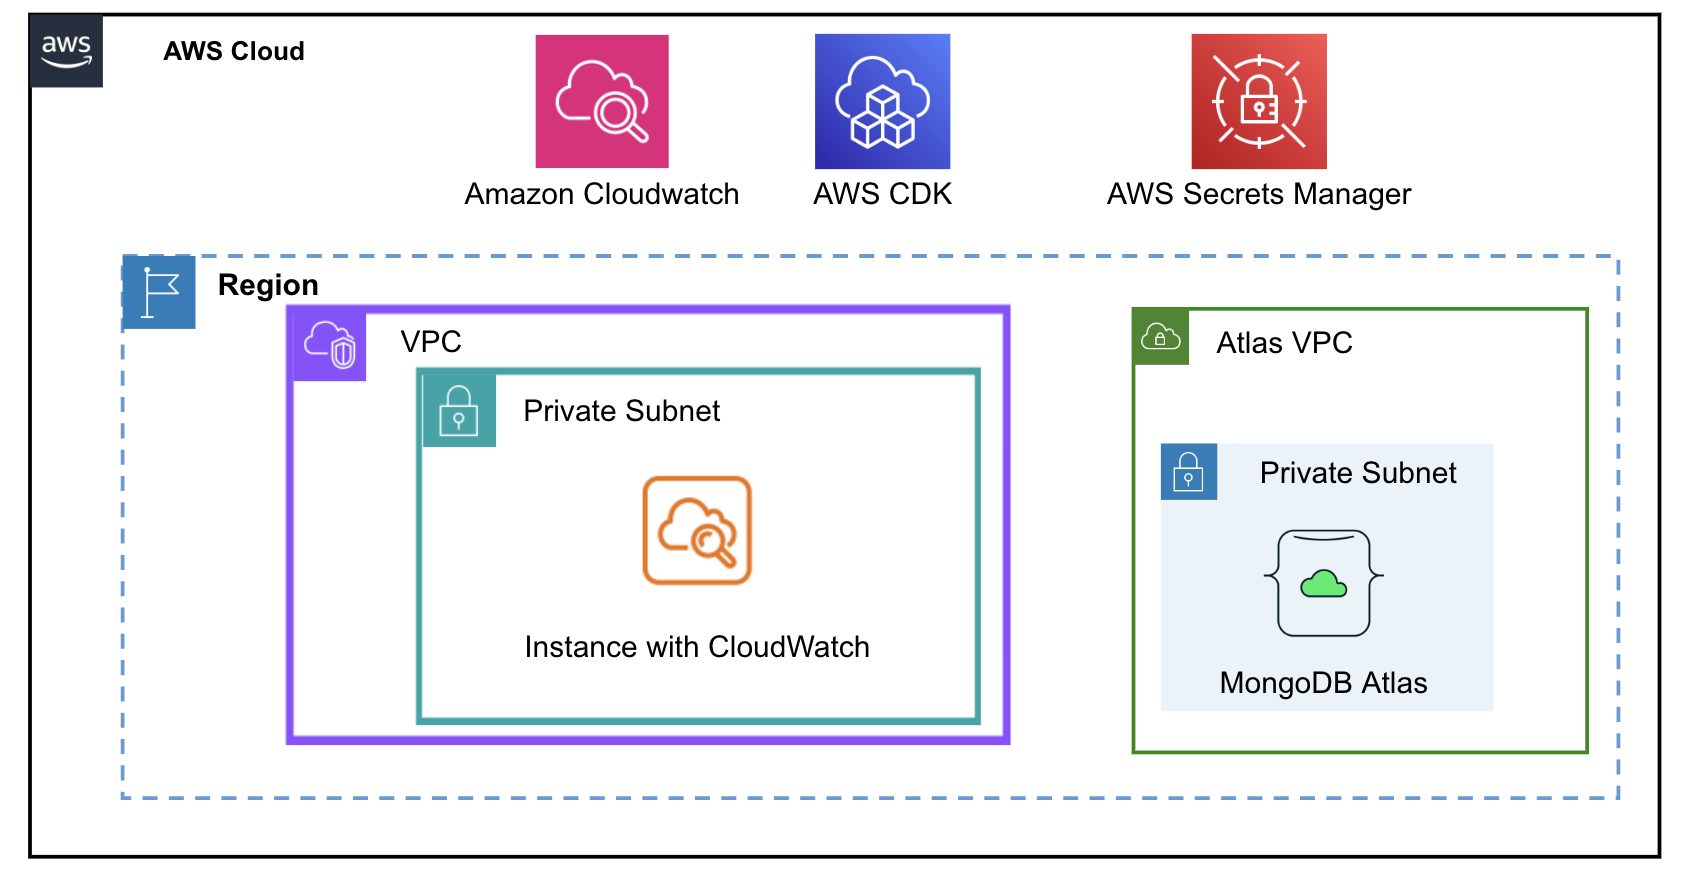 aws
AWS Cloud
Amazon Cloudwatch
AWS CDK
AWS Secrets Manager
Region
VPC
Private Subnet
Instance with CloudWatch
Atlas VPC
Private Subnet
MongoDB Atlas